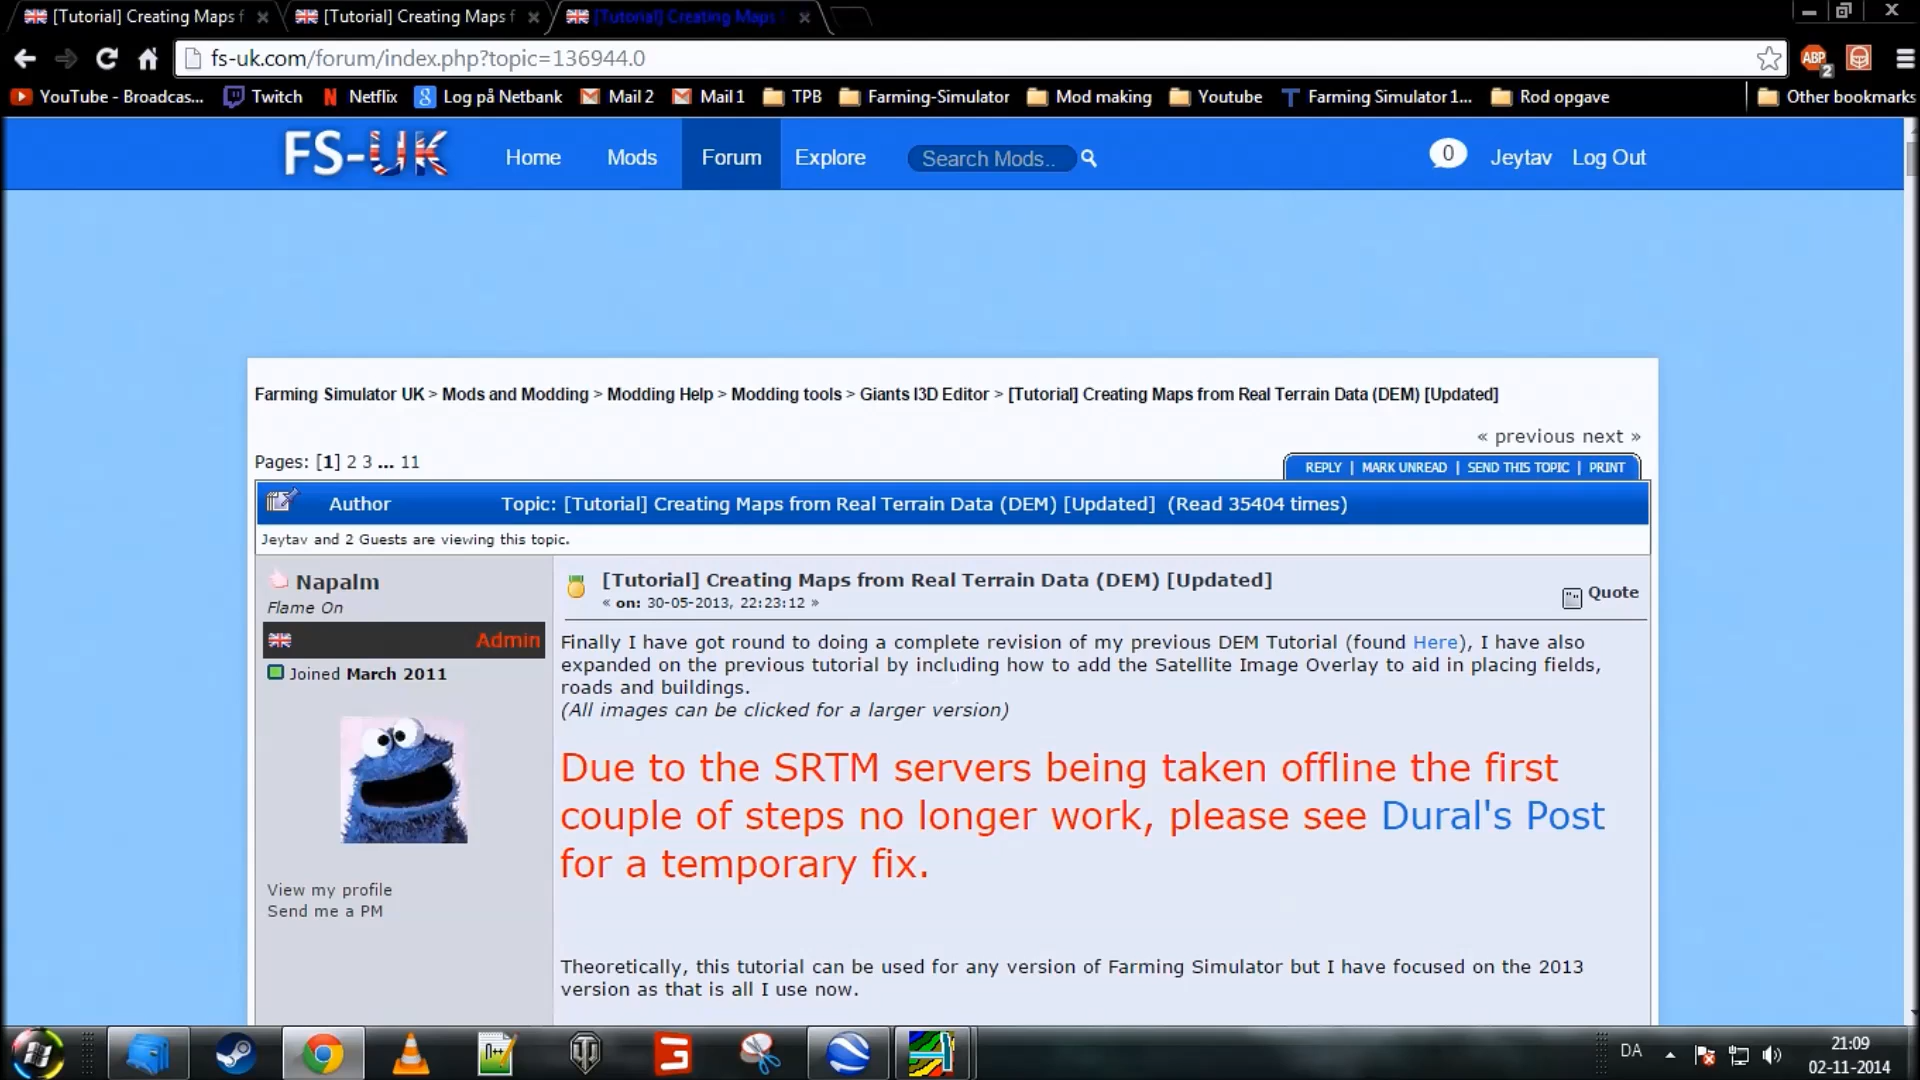 [Tutorial] Creating Maps f
[Tutorial] Creating Maps f
[Tutorial] Creating Maps
fs-uk.com/forum/index.php?topic=136944.0
ABP
2
YouTube - Broadcas...
Twitch
Netflix
Log på Netbank
Mail 2
Mail 1
TPB
Farming-Simulator
Mod making
Youtube
Farming Simulator 1...
Rod opgave
Other bookmarks
FS-UK
Home
Mods
Forum
Explore
Search Mods..
0
Jeytav
Log Out
Farming Simulator UK > Mods and Modding > Modding Help > Modding tools > Giants I3D Editor > [Tutorial] Creating Maps from Real Terrain Data (DEM) [Updated]
« previous next »
Pages: [1] 2 3 ... 11
REPLY | MARK UNREAD | SEND THIS TOPIC | PRINT
Author
Topic: [Tutorial] Creating Maps from Real Terrain Data (DEM) [Updated] (Read 35404 times)
Jeytav and 2 Guests are viewing this topic.
Napalm
Flame On
Admin
Joined March 2011
View my profile
Send me a PM
[Tutorial] Creating Maps from Real Terrain Data (DEM) [Updated]
« on: 30-05-2013, 22:23:12 »
Quote
Finally I have got round to doing a complete revision of my previous DEM Tutorial (found Here), I have also
expanded on the previous tutorial by including how to add the Satellite Image Overlay to aid in placing fields,
roads and buildings.
(All images can be clicked for a larger version)
Due to the SRTM servers being taken offline the first
couple of steps no longer work, please see Dural's Post
for a temporary fix.
Theoretically, this tutorial can be used for any version of Farming Simulator but I have focused on the 2013
version as that is all I use now.
DA
21:09
02-11-2014